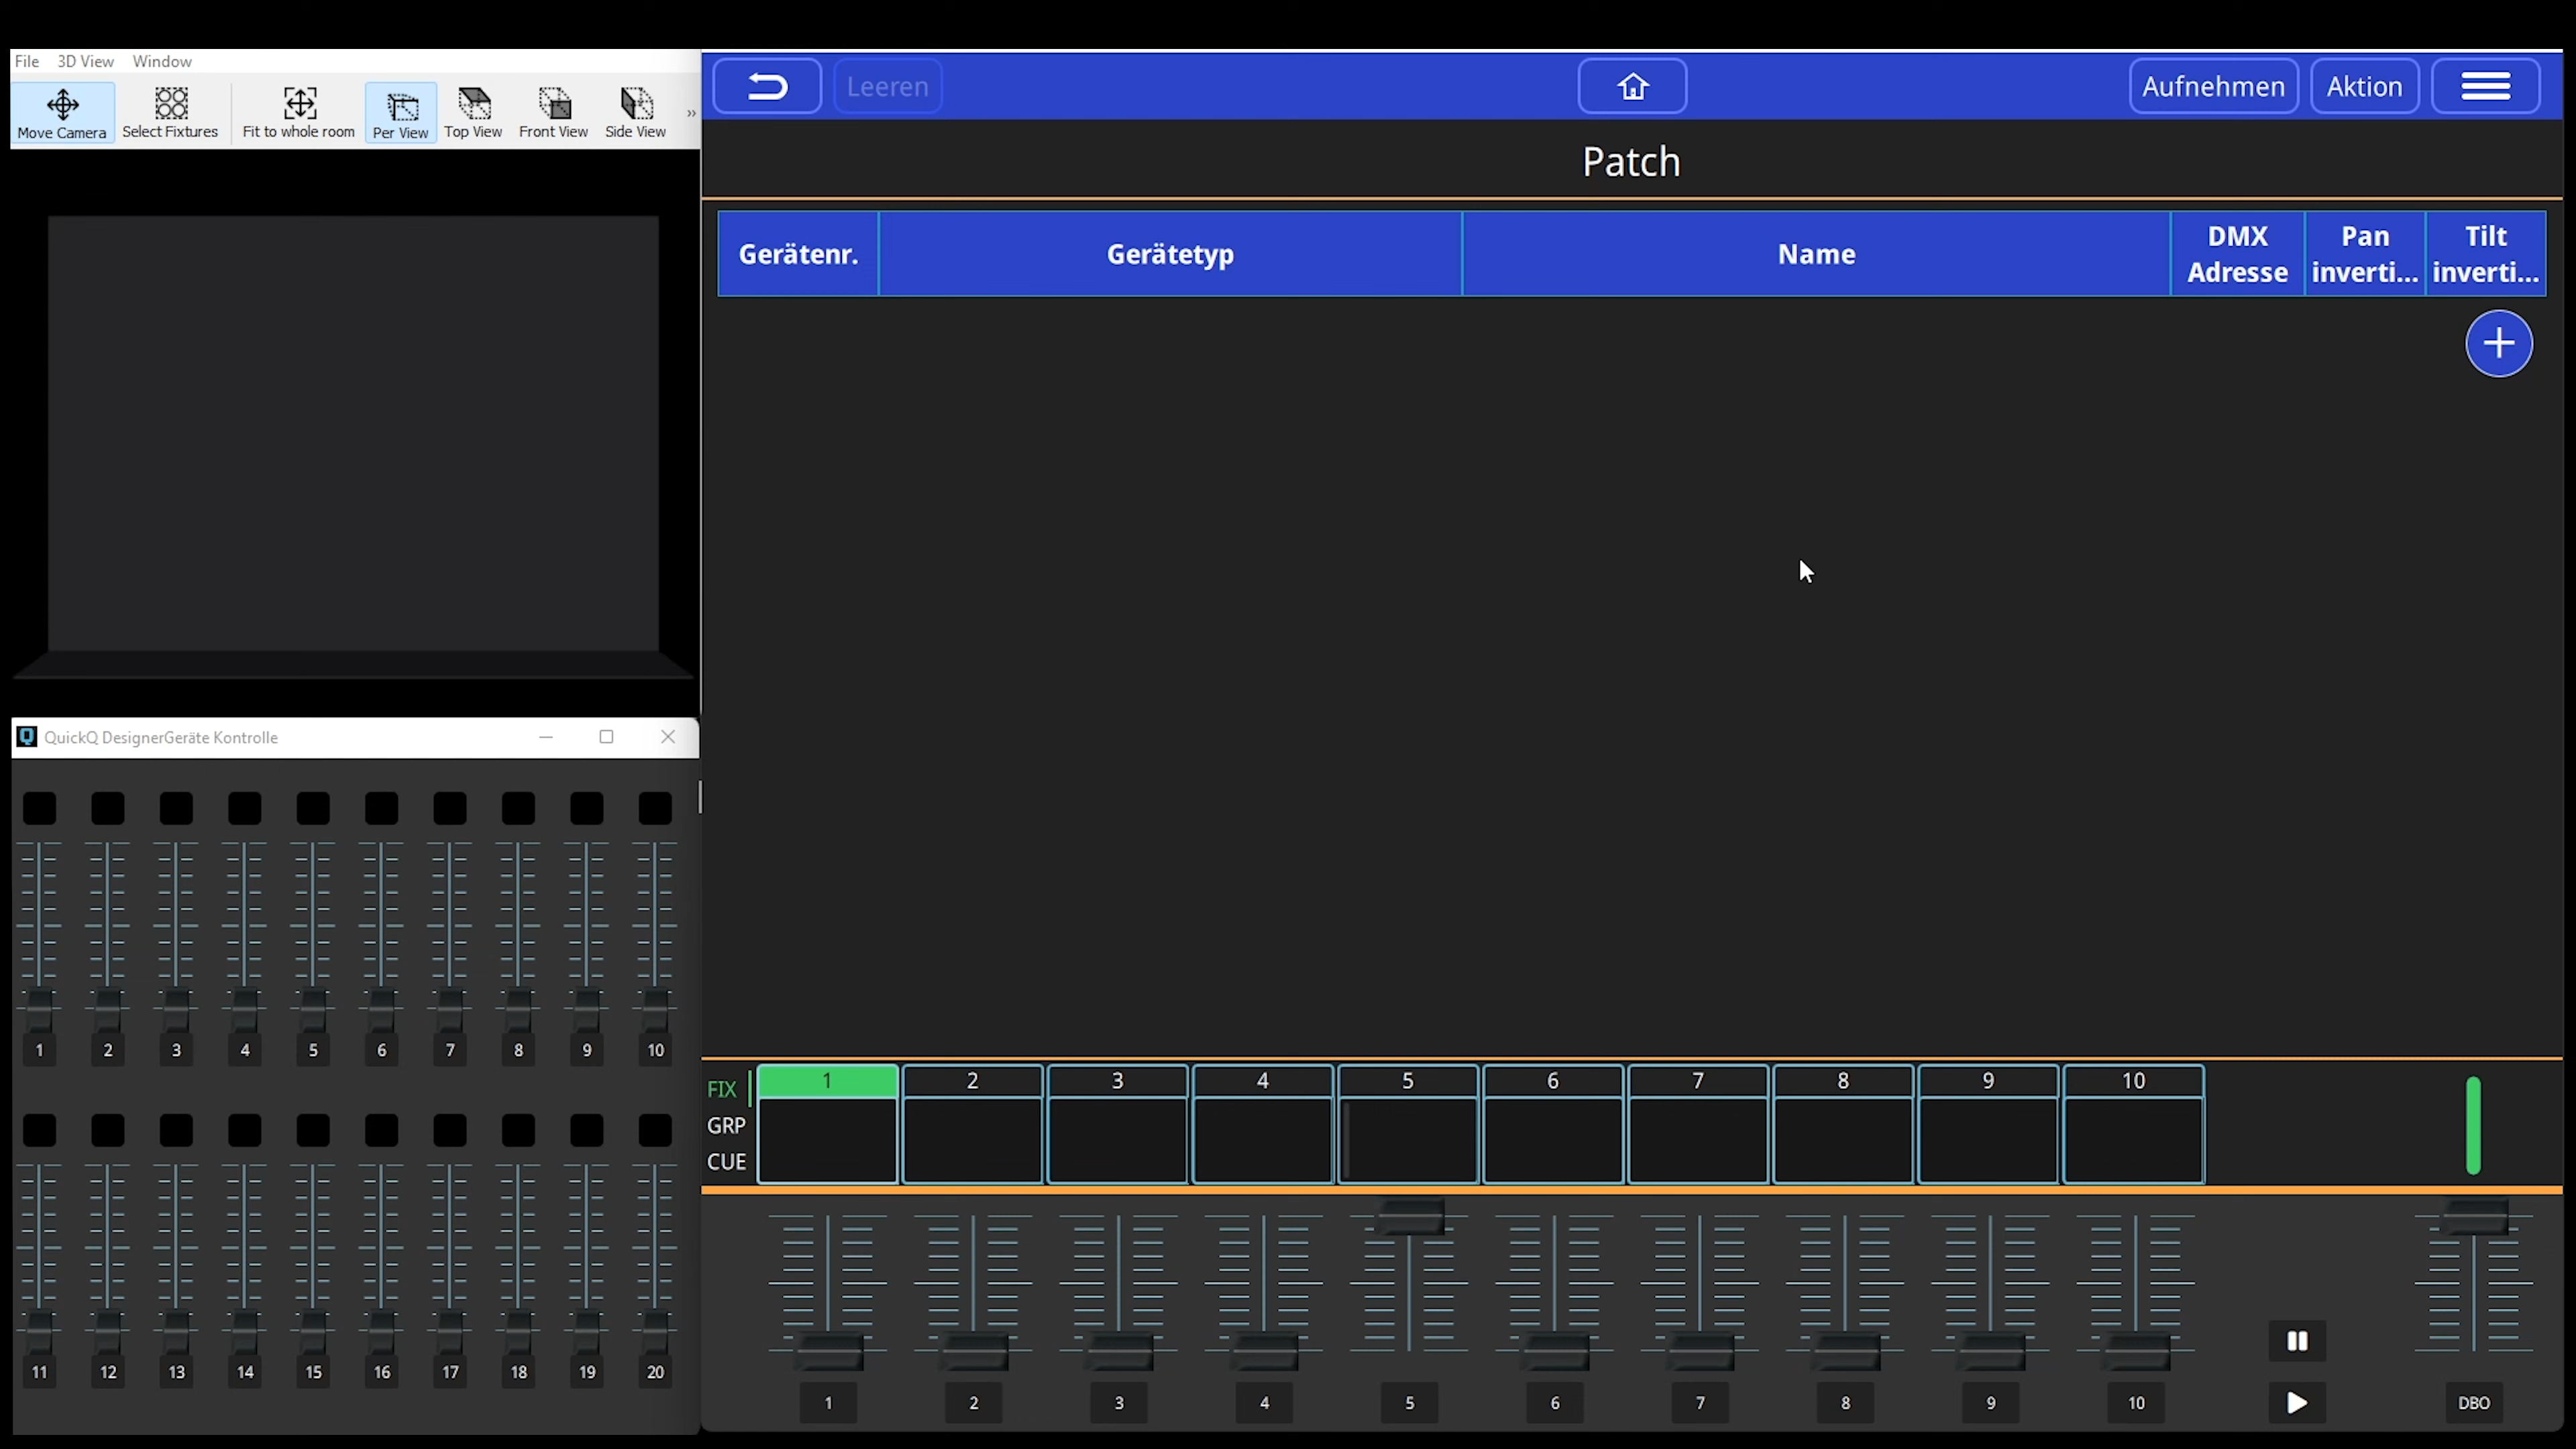 File 3D View Window
Move Camera Select Fixtures Fit to whole room Per View Top View Front View Side View »
Leeren Aufnehmen Aktion
Patch
Gerätenr. Gerätetyp Name DMX Adresse Pan inverti... Tilt inverti...
QuickQ DesignerGeräte Kontrolle
1 2 3 4 5 6 7 8 9 10
11 12 13 14 15 16 17 18 19 20
FIX 1 2 3 4 5 6 7 8 9 10
GRP
CUE
1 2 3 4 5 6 7 8 9 10 DBO